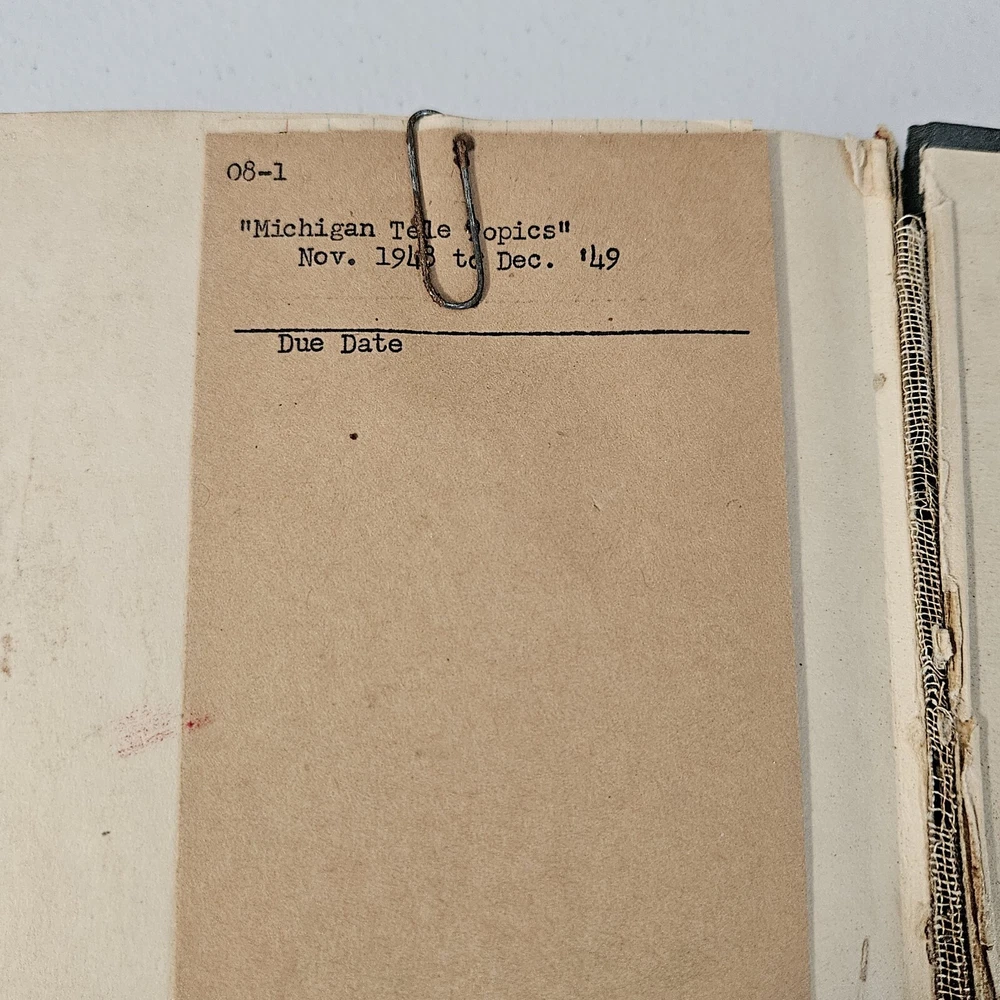 08-1
"Michigan Tele Topics"
Nov. 1948 to Dec. '49
Due Date